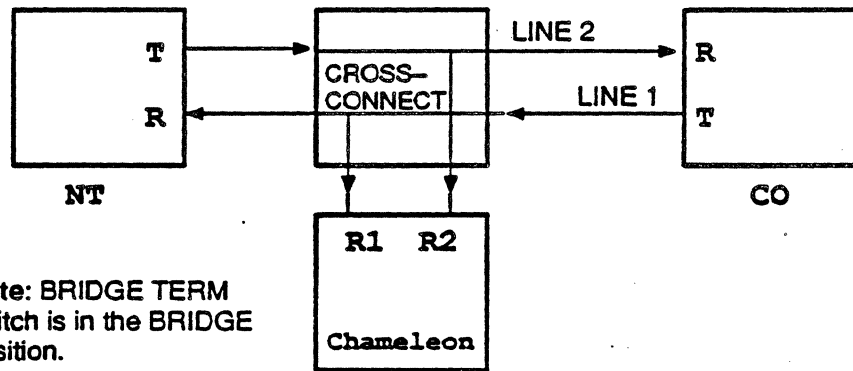 T
LINE 2
R
CROSS-
CONNECT
R
LINE 1
T
NT
CO
R1 R2
te: BRIDGE TERM
itch is in the BRIDGE
sition.
Chameleon